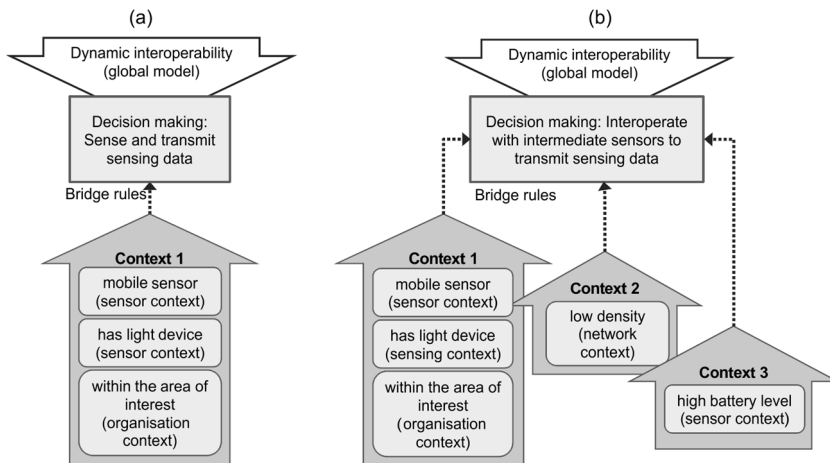 (a)
Dynamic interoperability
(global model)
Decision making:
Sense and transmit
sensing data
Bridge rules
Context 1
mobile sensor
(sensor context)
has light device
(sensor context)
within the area of
interest
(organisation
context)
(b)
Dynamic interoperability
(global model)
Decision making: Interoperate
with intermediate sensors to
transmit sensing data
Bridge rules
Context 1
mobile sensor
(sensor context)
has light device
(sensing context)
within the area of
interest
(organisation
context)
Context 2
low density
(network
context)
Context 3
high battery level
(sensor context)